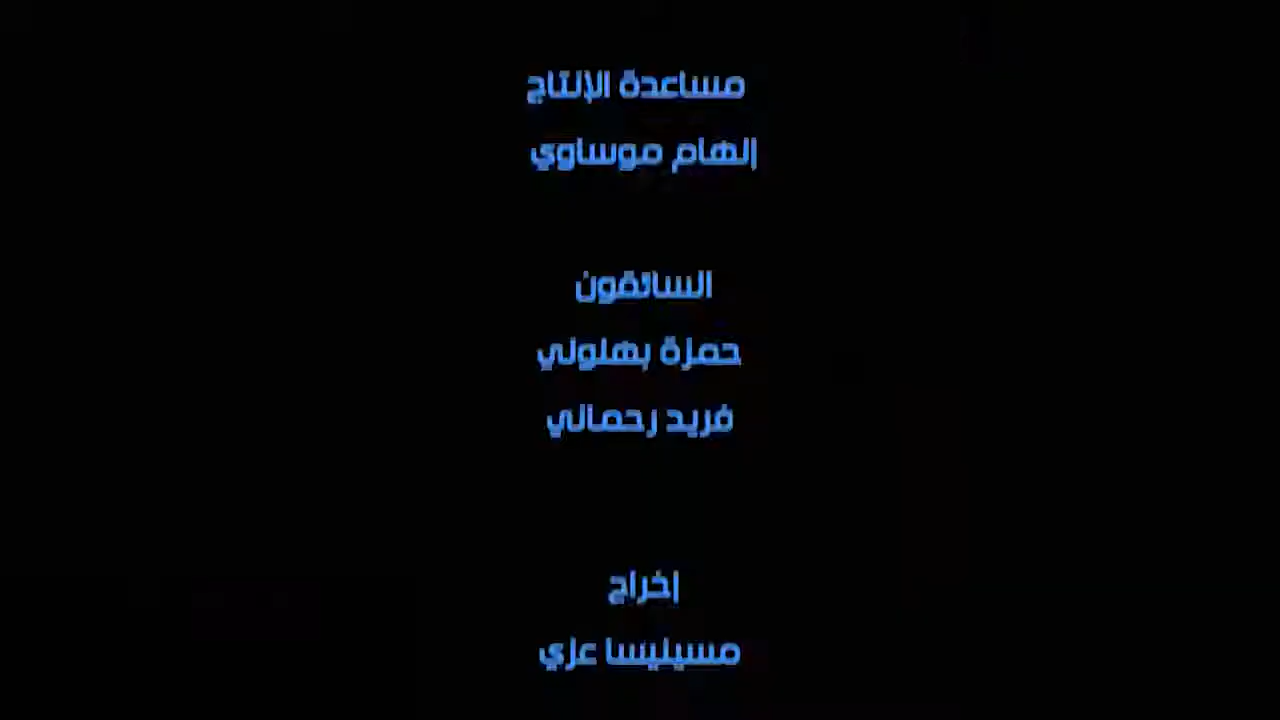 مساعدة الإنتاج
إلهام موساوي
السائقون
حمزة بهلولي
فريد رحماني
إخراج
مسيليسا عزي